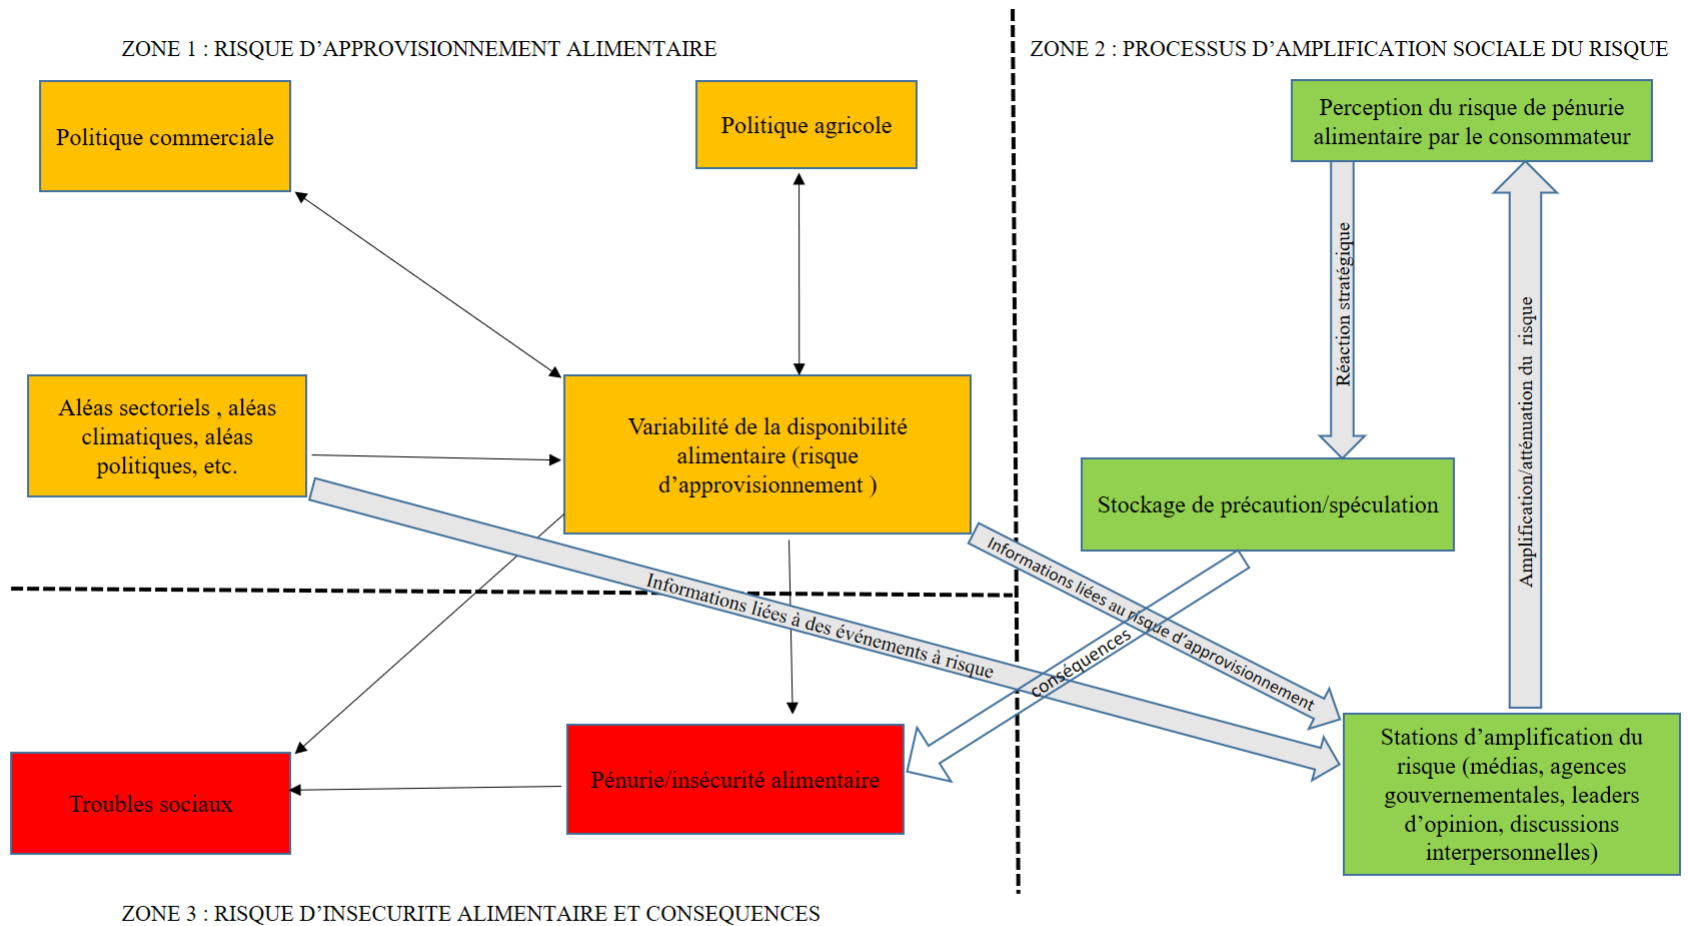 ZONE 1 : RISQUE D’APPROVISIONNEMENT ALIMENTAIRE
ZONE 2 : PROCESSUS D’AMPLIFICATION SOCIALE DU RISQUE
Politique commerciale
Politique agricole
Perception du risque de pénurie
alimentaire par le consommateur
Réaction stratégique
Amplification/atténuation du risque
Aléas sectoriels , aléas
climatiques, aléas
politiques, etc.
Variabilité de la disponibilité
alimentaire (risque
d’approvisionnement )
Stockage de précaution/spéculation
Informations liées au risque d’approvisionnement
Informations liées à des événements à risque
conséquences
Troubles sociaux
Pénurie/insécurité alimentaire
Stations d’amplification du
risque (médias, agences
gouvernementales, leaders
d’opinion, discussions
interpersonnelles)
ZONE 3 : RISQUE D’INSECURITE ALIMENTAIRE ET CONSEQUENCES